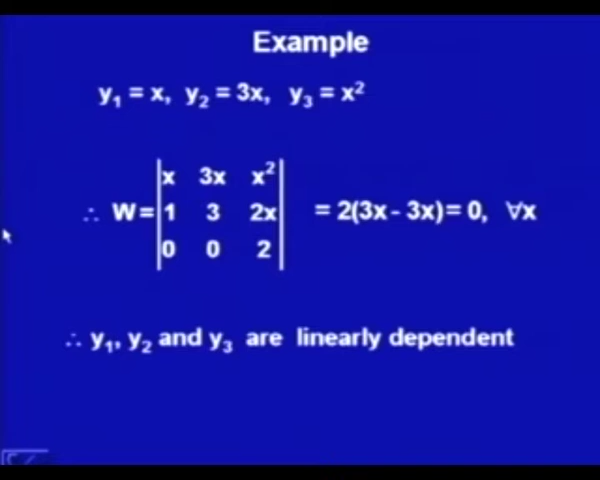 Example
y₁ = x, y₂ = 3x, y₃ = x²
x 3x x²
∴ W = 1 3 2x = 2(3x - 3x) = 0, ∀x
0 0 2
∴ y₁, y₂ and y₃ are linearly dependent